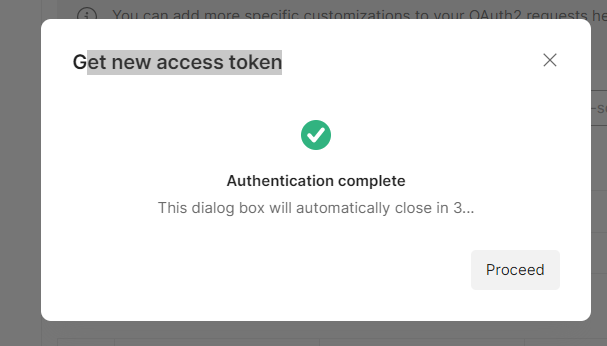 You can add more specific customizations to your OAuth2 requests he
Get new access token
Authentication complete
This dialog box will automatically close in 3...
Proceed